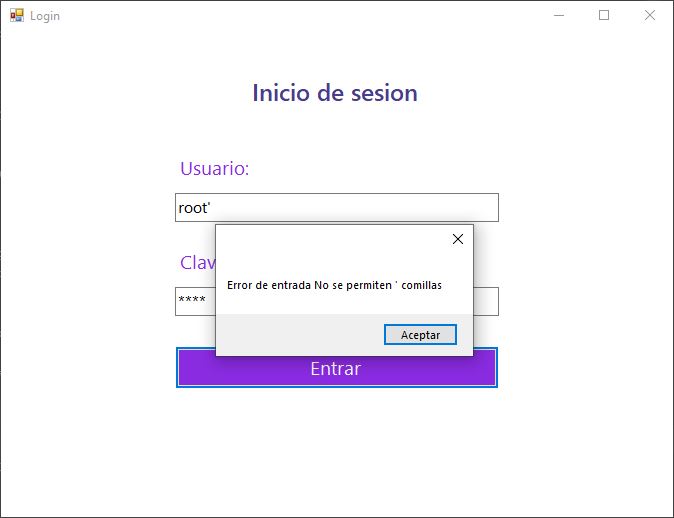 Login
Inicio de sesion
Usuario:
root'
Clav
Error de entrada No se permiten ' comillas
****
Aceptar
Entrar